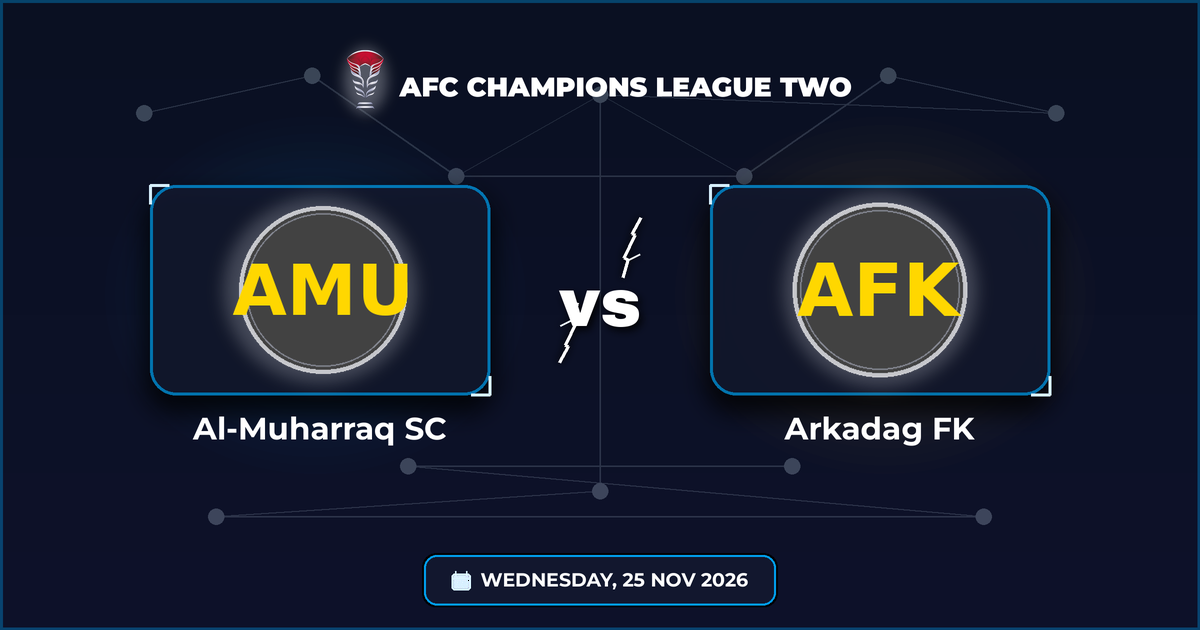 AFC CHAMPIONS LEAGUE TWO
AMU
VS
AFK
Al-Muharraq SC
Arkadag FK
WEDNESDAY, 25 NOV 2026